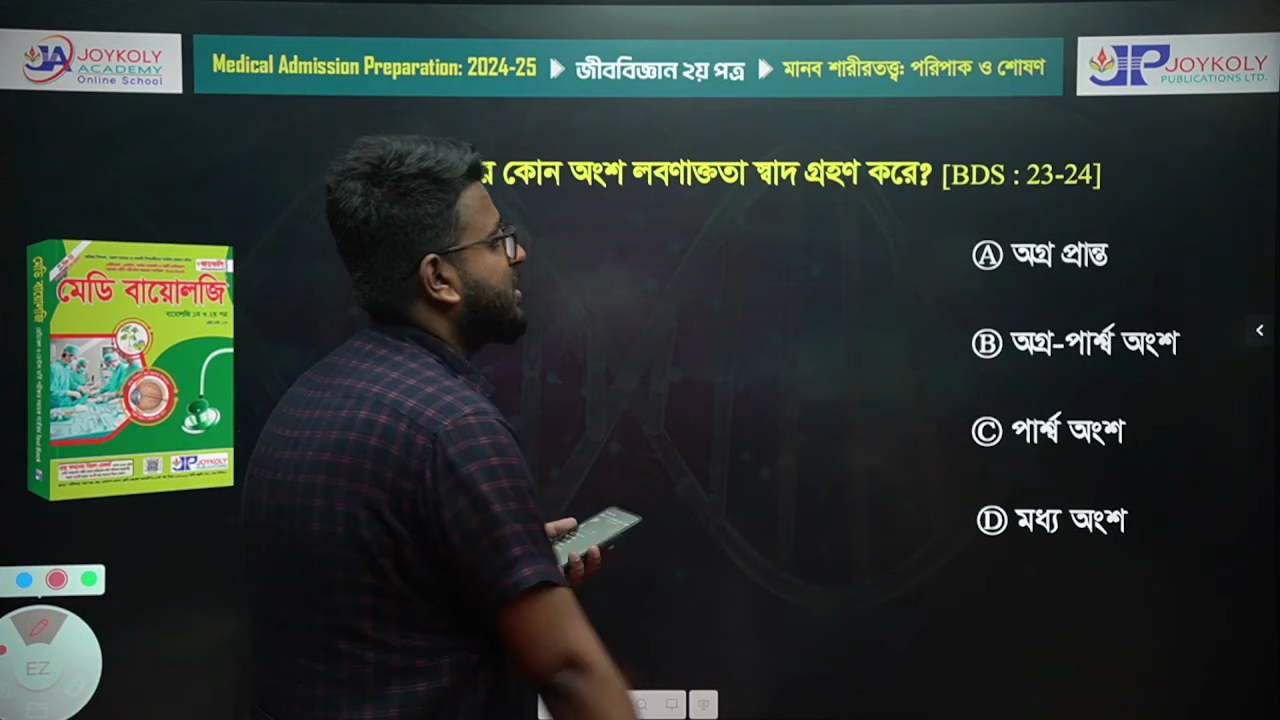 JOYKOLY
ACADEMY
Online School
Medical Admission Preparation: 2024-25 জীববিজ্ঞান ২য় পত্র মানব শারীরতত্ত্ব: পরিপাক ও শোষণ
JOYKOLY
PUBLICATIONS LTD.
র কোন অংশ লবণাক্ততা স্বাদ গ্রহণ করে? [BDS : 23-24]
Ⓐ অগ্র প্রান্ত
Ⓑ অগ্র-পার্শ্ব অংশ
Ⓒ পার্শ্ব অংশ
Ⓓ মধ্য অংশ
মেডি বায়োলজি
EZ